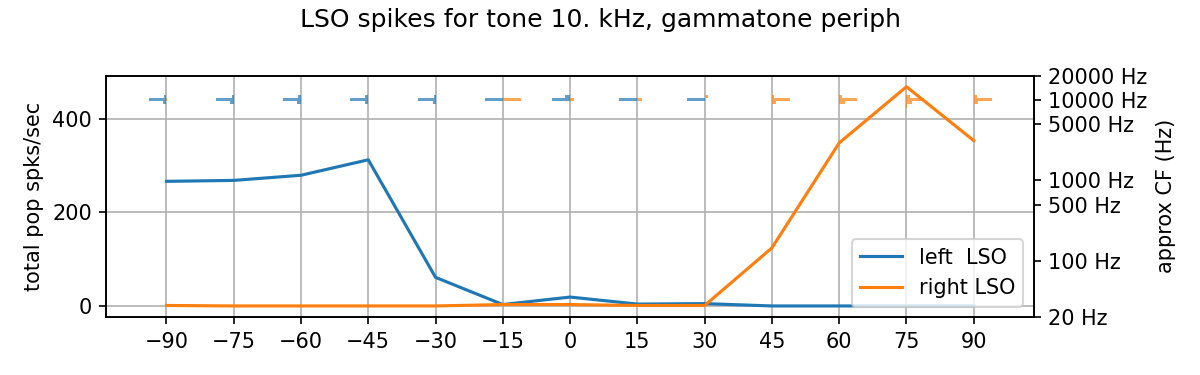 LSO spikes for tone 10. kHz, gammatone periph
total pop spks/sec
400
200
0
20000 Hz
10000 Hz
5000 Hz
1000 Hz
500 Hz
100 Hz
20 Hz
approx CF (Hz)
left LSO
right LSO
−90 −75 −60 −45 −30 −15 0 15 30 45 60 75 90